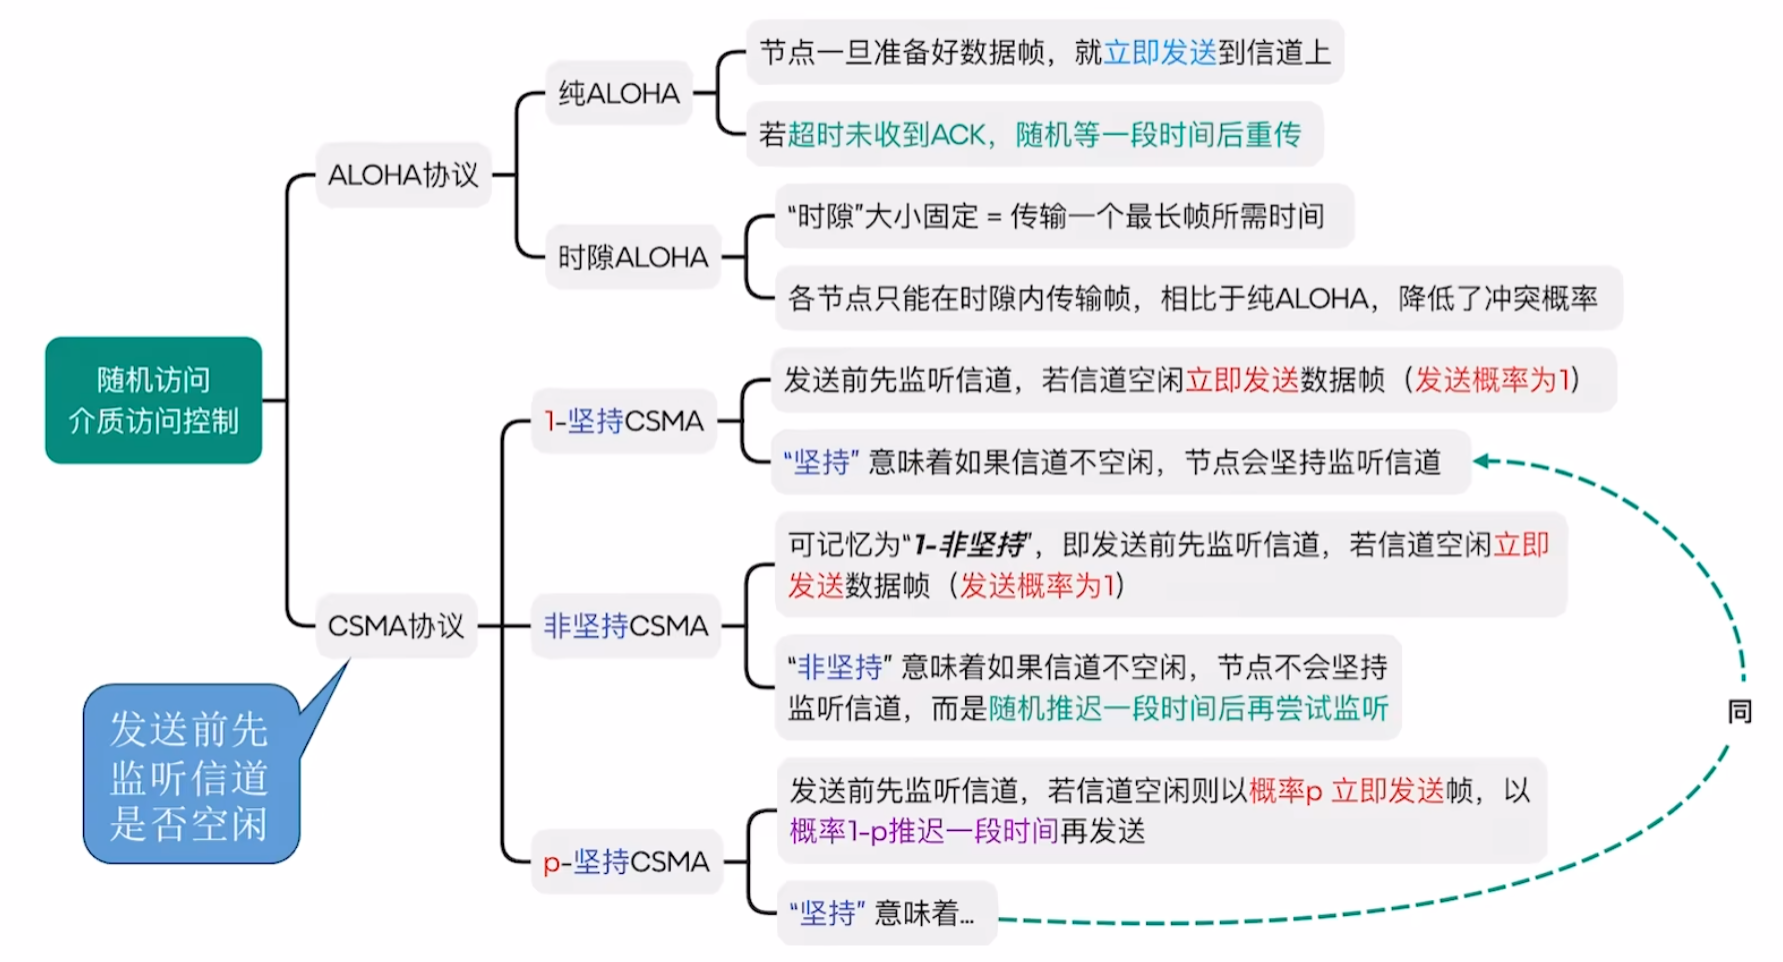 随机访问
介质访问控制
ALOHA协议
纯ALOHA
节点一旦准备好数据帧，就立即发送到信道上
若超时未收到ACK，随机等一段时间后重传
时隙ALOHA
“时隙”大小固定 = 传输一个最长帧所需时间
各节点只能在时隙内传输帧，相比于纯ALOHA，降低了冲突概率
CSMA协议
发送前先
监听信道
是否空闲
1-坚持CSMA
发送前先监听信道，若信道空闲立即发送数据帧（发送概率为1）
“坚持” 意味着如果信道不空闲，节点会坚持监听信道
非坚持CSMA
可记忆为“1-非坚持”，即发送前先监听信道，若信道空闲立即
发送数据帧（发送概率为1）
“非坚持” 意味着如果信道不空闲，节点不会坚持
监听信道，而是随机推迟一段时间后再尝试监听
p-坚持CSMA
发送前先监听信道，若信道空闲则以概率p 立即发送帧，以
概率1-p推迟一段时间再发送
“坚持” 意味着...
同